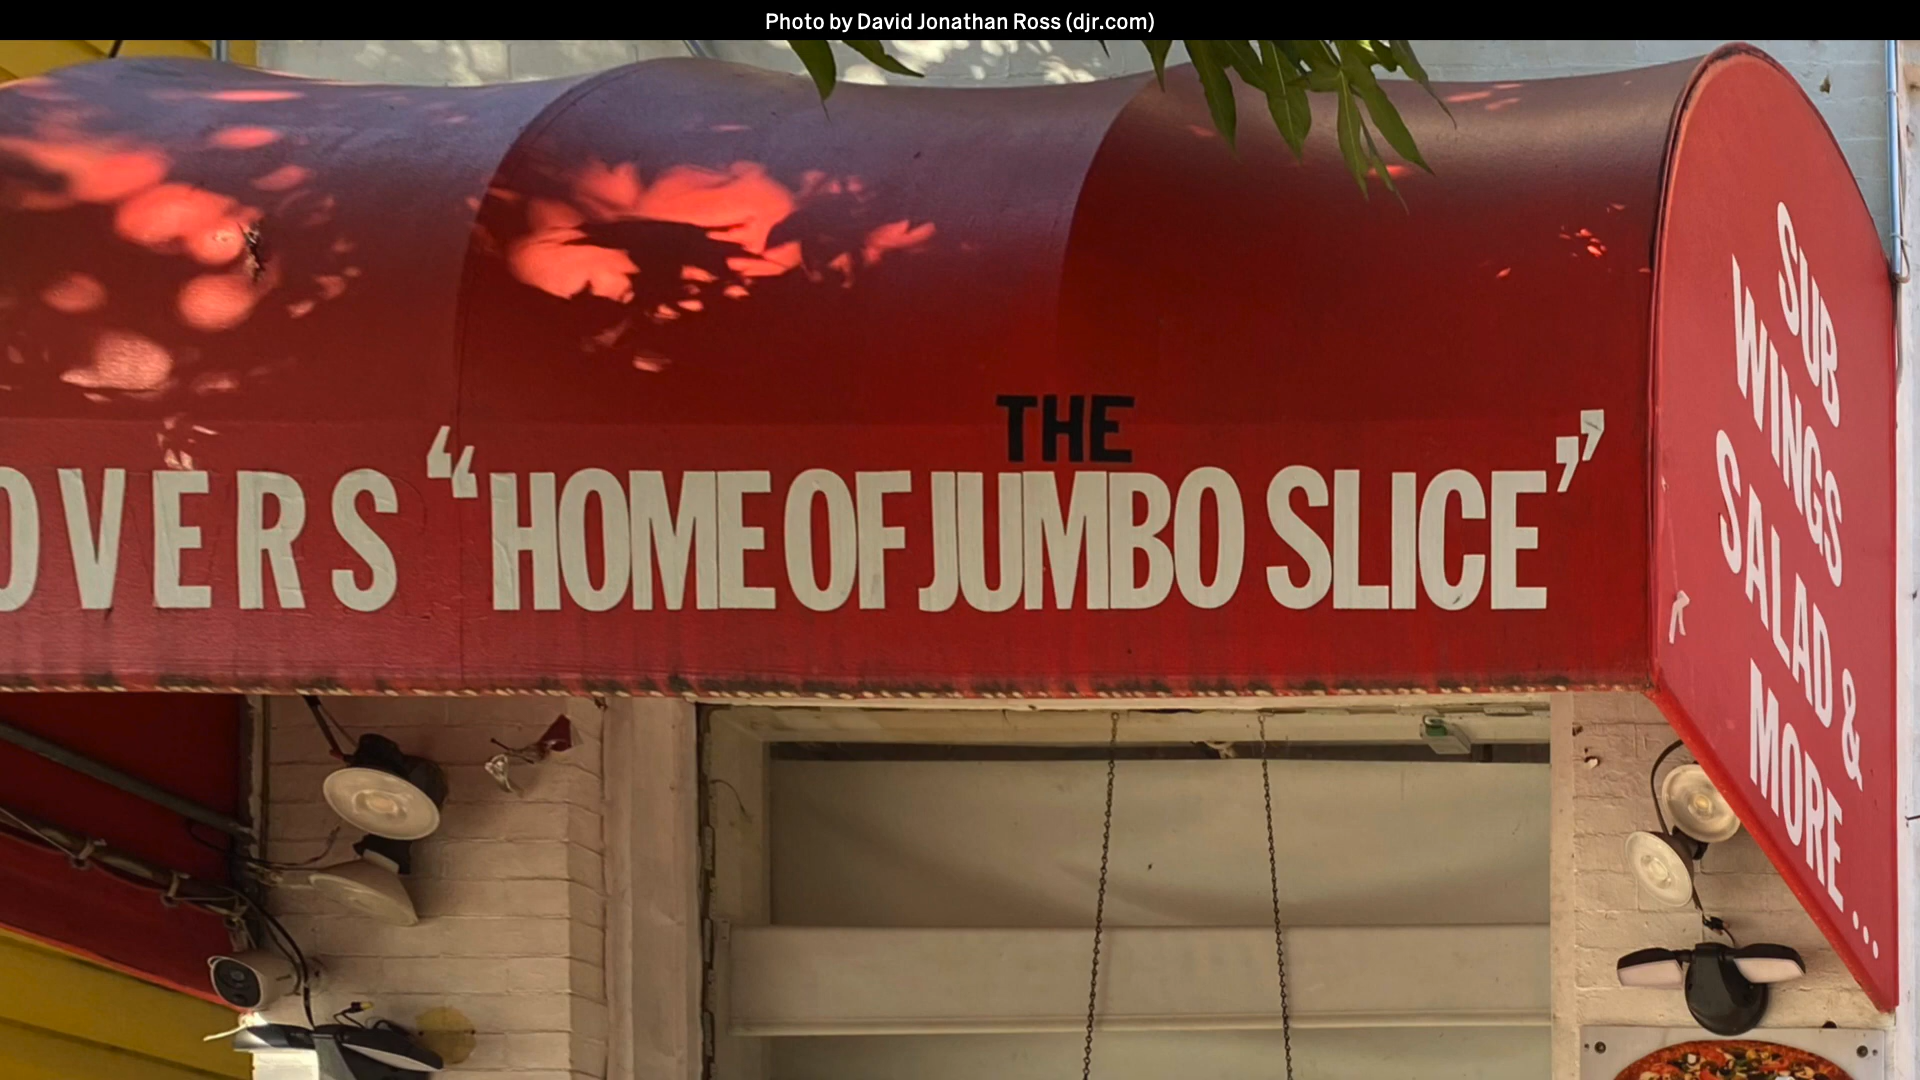 Photo by David Jonathan Ross (djr.com)
THE
OVERS “HOME OF JUMBO SLICE”
SUB
WINGS
SALAD &
MORE...